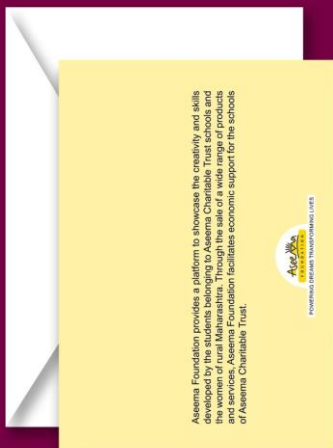 Aseema Foundation provides a platform to showcase the creativity and skills
developed by the students belonging to Aseema Charitable Trust schools and
the women of rural Maharashtra. Through the sale of a wide range of products
and services, Aseema Foundation facilitates economic support for the schools
of Aseema Charitable Trust.
Aseema
FOUNDATION
POWERING DREAMS TRANSFORMING LIVES